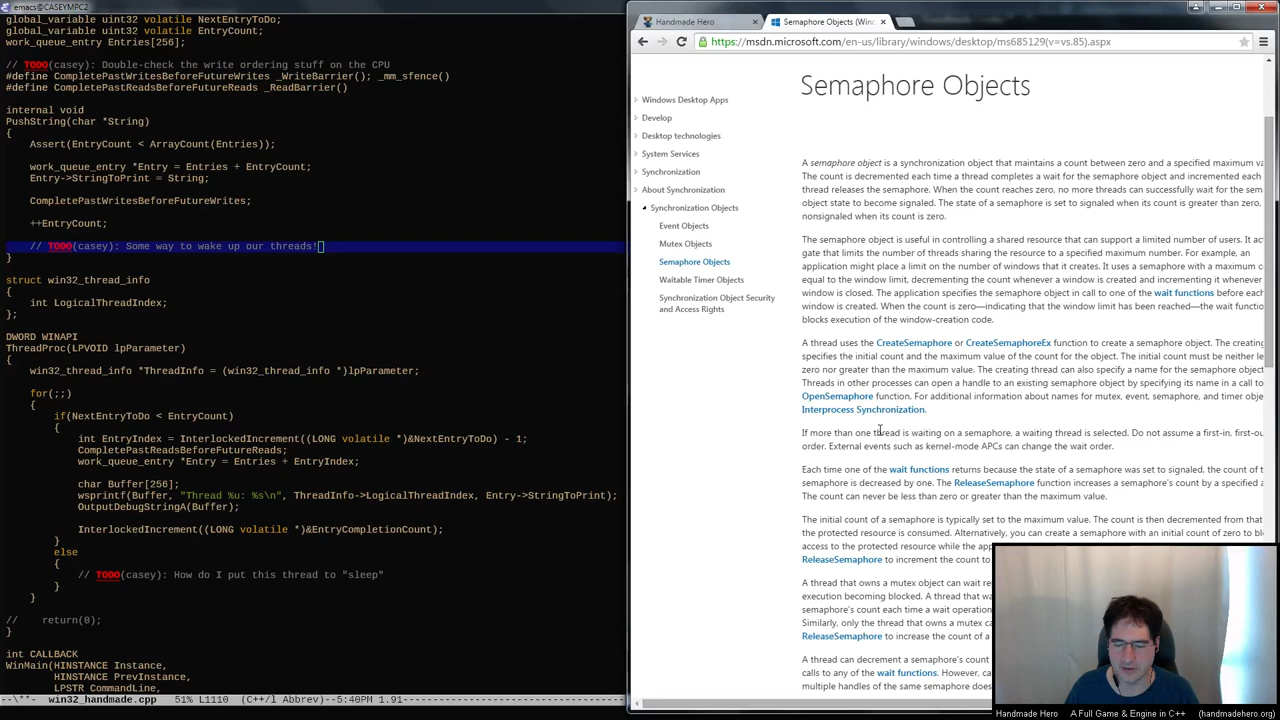 emacs@CASEYMPC2
global_variable uint32 volatile NextEntryToDo;
global_variable uint32 volatile EntryCount;
work_queue_entry Entries[256];
// TODO(casey): Double-check the write ordering stuff on the CPU
#define CompletePastWritesBeforeFutureWrites _WriteBarrier(); _mm_sfence()
#define CompletePastReadsBeforeFutureReads _ReadBarrier()
internal void
PushString(char *String)
{
Assert(EntryCount < ArrayCount(Entries));
work_queue_entry *Entry = Entries + EntryCount;
Entry->StringToPrint = String;
CompletePastWritesBeforeFutureWrites;
++EntryCount;
// TODO(casey): Some way to wake up our threads!
}
struct win32_thread_info
{
int LogicalThreadIndex;
};
DWORD WINAPI
ThreadProc(LPVOID lpParameter)
{
win32_thread_info *ThreadInfo = (win32_thread_info *)lpParameter;
for(;;)
{
if(NextEntryToDo < EntryCount)
{
int EntryIndex = InterlockedIncrement((LONG volatile *)&NextEntryToDo) - 1;
CompletePastReadsBeforeFutureReads;
work_queue_entry *Entry = Entries + EntryIndex;
char Buffer[256];
wsprintf(Buffer, "Thread %u: %s\n", ThreadInfo->LogicalThreadIndex, Entry->StringToPrint);
OutputDebugStringA(Buffer);
InterlockedIncrement((LONG volatile *)&EntryCompletionCount);
}
else
{
// TODO(casey): How do I put this thread to "sleep"
}
}
// return(0);
}
int CALLBACK
WinMain(HINSTANCE Instance,
HINSTANCE PrevInstance,
LPSTR CommandLine,
--\**- win32_handmade.cpp 51% L1110 (C++/l Abbrev)--5:40PM 1.91
Handmade Hero
Semaphore Objects (Winc
https://msdn.microsoft.com/en-us/library/windows/desktop/ms685129(v=vs.85).aspx
Windows Desktop Apps
Develop
Desktop technologies
System Services
Synchronization
About Synchronization
Synchronization Objects
Event Objects
Mutex Objects
Semaphore Objects
Waitable Timer Objects
Synchronization Object Security
and Access Rights
Semaphore Objects
A semaphore object is a synchronization object that maintains a count between zero and a specified maximum va
The count is decremented each time a thread completes a wait for the semaphore object and incremented each
thread releases the semaphore. When the count reaches zero, no more threads can successfully wait for the sem
object state to become signaled. The state of a semaphore is set to signaled when its count is greater than zero,
nonsignaled when its count is zero.
The semaphore object is useful in controlling a shared resource that can support a limited number of users. It act
gate that limits the number of threads sharing the resource to a specified maximum number. For example, an
application might place a limit on the number of windows that it creates. It uses a semaphore with a maximum c
equal to the window limit, decrementing the count whenever a window is created and incrementing it whenever
window is closed. The application specifies the semaphore object in call to one of the wait functions before each
window is created. When the count is zero—indicating that the window limit has been reached—the wait functio
blocks execution of the window-creation code.
A thread uses the CreateSemaphore or CreateSemaphoreEx function to create a semaphore object. The creating
specifies the initial count and the maximum value of the count for the object. The initial count must be neither le
zero nor greater than the maximum value. The creating thread can also specify a name for the semaphore object
Threads in other processes can open a handle to an existing semaphore object by specifying its name in a call to
OpenSemaphore function. For additional information about names for mutex, event, semaphore, and timer obje
Interprocess Synchronization.
If more than one thread is waiting on a semaphore, a waiting thread is selected. Do not assume a first-in, first-ou
order. External events such as kernel-mode APCs can change the wait order.
Each time one of the wait functions returns because the state of a semaphore was set to signaled, the count of t
semaphore is decreased by one. The ReleaseSemaphore function increases a semaphore's count by a specified a
The count can never be less than zero or greater than the maximum value.
The initial count of a semaphore is typically set to the maximum value. The count is then decremented from that
the protected resource is consumed. Alternatively, you can create a semaphore with an initial count of zero to bl
access to the protected resource while the app
ReleaseSemaphore to increment the count to
A thread that owns a mutex object can wait re
execution becoming blocked. A thread that wa
semaphore's count each time a wait operation
Similarly, only the thread that owns a mutex ca
ReleaseSemaphore to increase the count of a
A thread can decrement a semaphore's count
calls to any of the wait functions. However, ca
multiple handles of the same semaphore does
Handmade Hero A Full Game & Engine in C++ (handmadehero.org)